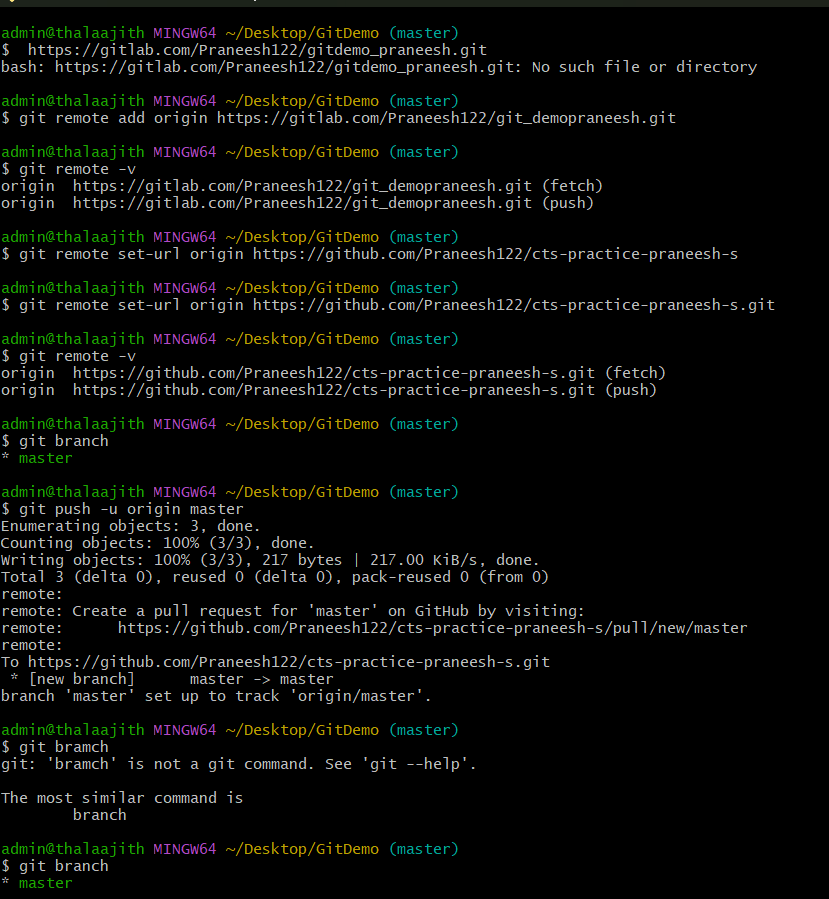 admin@thalaajith MINGW64 ~/Desktop/GitDemo (master)
$  https://gitlab.com/Praneesh122/gitdemo_praneesh.git
bash: https://gitlab.com/Praneesh122/gitdemo_praneesh.git: No such file or directory

admin@thalaajith MINGW64 ~/Desktop/GitDemo (master)
$ git remote add origin https://gitlab.com/Praneesh122/git_demopraneesh.git

admin@thalaajith MINGW64 ~/Desktop/GitDemo (master)
$ git remote -v
origin  https://gitlab.com/Praneesh122/git_demopraneesh.git (fetch)
origin  https://gitlab.com/Praneesh122/git_demopraneesh.git (push)

admin@thalaajith MINGW64 ~/Desktop/GitDemo (master)
$ git remote set-url origin https://github.com/Praneesh122/cts-practice-praneesh-s

admin@thalaajith MINGW64 ~/Desktop/GitDemo (master)
$ git remote set-url origin https://github.com/Praneesh122/cts-practice-praneesh-s.git

admin@thalaajith MINGW64 ~/Desktop/GitDemo (master)
$ git remote -v
origin  https://github.com/Praneesh122/cts-practice-praneesh-s.git (fetch)
origin  https://github.com/Praneesh122/cts-practice-praneesh-s.git (push)

admin@thalaajith MINGW64 ~/Desktop/GitDemo (master)
$ git branch
* master

admin@thalaajith MINGW64 ~/Desktop/GitDemo (master)
$ git push -u origin master
Enumerating objects: 3, done.
Counting objects: 100% (3/3), done.
Writing objects: 100% (3/3), 217 bytes | 217.00 KiB/s, done.
Total 3 (delta 0), reused 0 (delta 0), pack-reused 0 (from 0)
remote:
remote: Create a pull request for 'master' on GitHub by visiting:
remote:      https://github.com/Praneesh122/cts-practice-praneesh-s/pull/new/master
remote:
To https://github.com/Praneesh122/cts-practice-praneesh-s.git
 * [new branch]      master -> master
branch 'master' set up to track 'origin/master'.

admin@thalaajith MINGW64 ~/Desktop/GitDemo (master)
$ git bramch
git: 'bramch' is not a git command. See 'git --help'.

The most similar command is
        branch

admin@thalaajith MINGW64 ~/Desktop/GitDemo (master)
$ git branch
* master